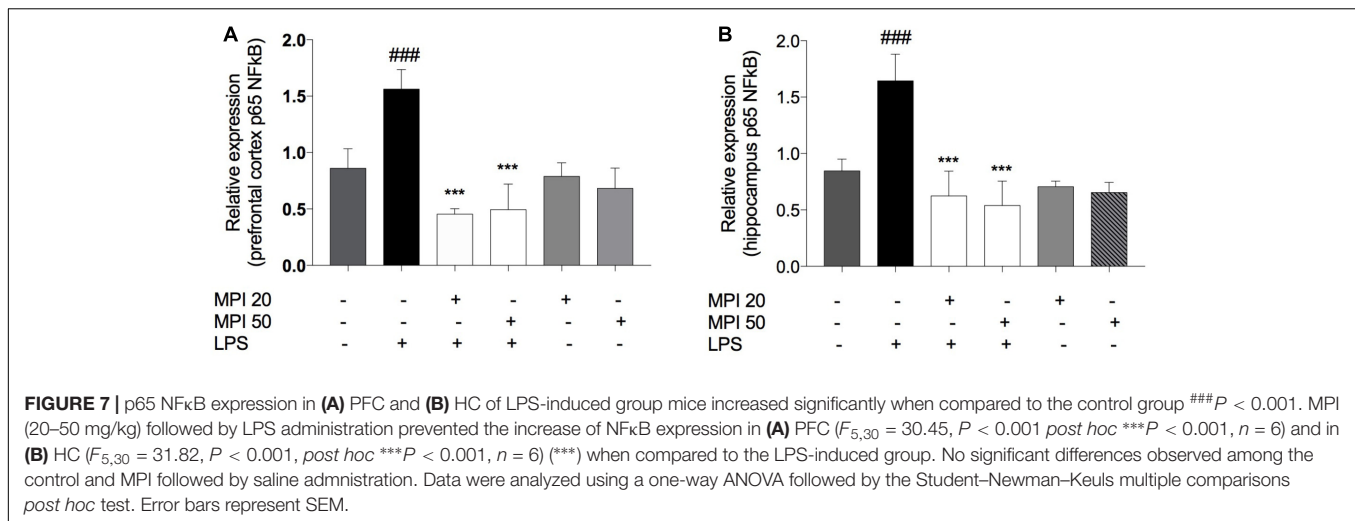 A
B
2.0
1.5
1.0
0.5
0.0
Relative expression
(prefrontal cortex p65 NFkB)
###
***
***
MPI 20 - - + - + -
MPI 50 - - - + - +
LPS - + + + - -
2.0
1.5
1.0
0.5
0.0
Relative expression
(hippocampus p65 NFkB)
###
***
***
MPI 20 - - + - + -
MPI 50 - - - + - +
LPS - + + + - -
FIGURE 7 | p65 NFκB expression in (A) PFC and (B) HC of LPS-induced group mice increased significantly when compared to the control group ###P < 0.001. MPI
(20–50 mg/kg) followed by LPS administration prevented the increase of NFκB expression in (A) PFC (F5,30 = 30.45, P < 0.001 post hoc ***P < 0.001, n = 6) and in
(B) HC (F5,30 = 31.82, P < 0.001, post hoc ***P < 0.001, n = 6) (***) when compared to the LPS-induced group. No significant differences observed among the
control and MPI followed by saline admnistration. Data were analyzed using a one-way ANOVA followed by the Student–Newman–Keuls multiple comparisons
post hoc test. Error bars represent SEM.